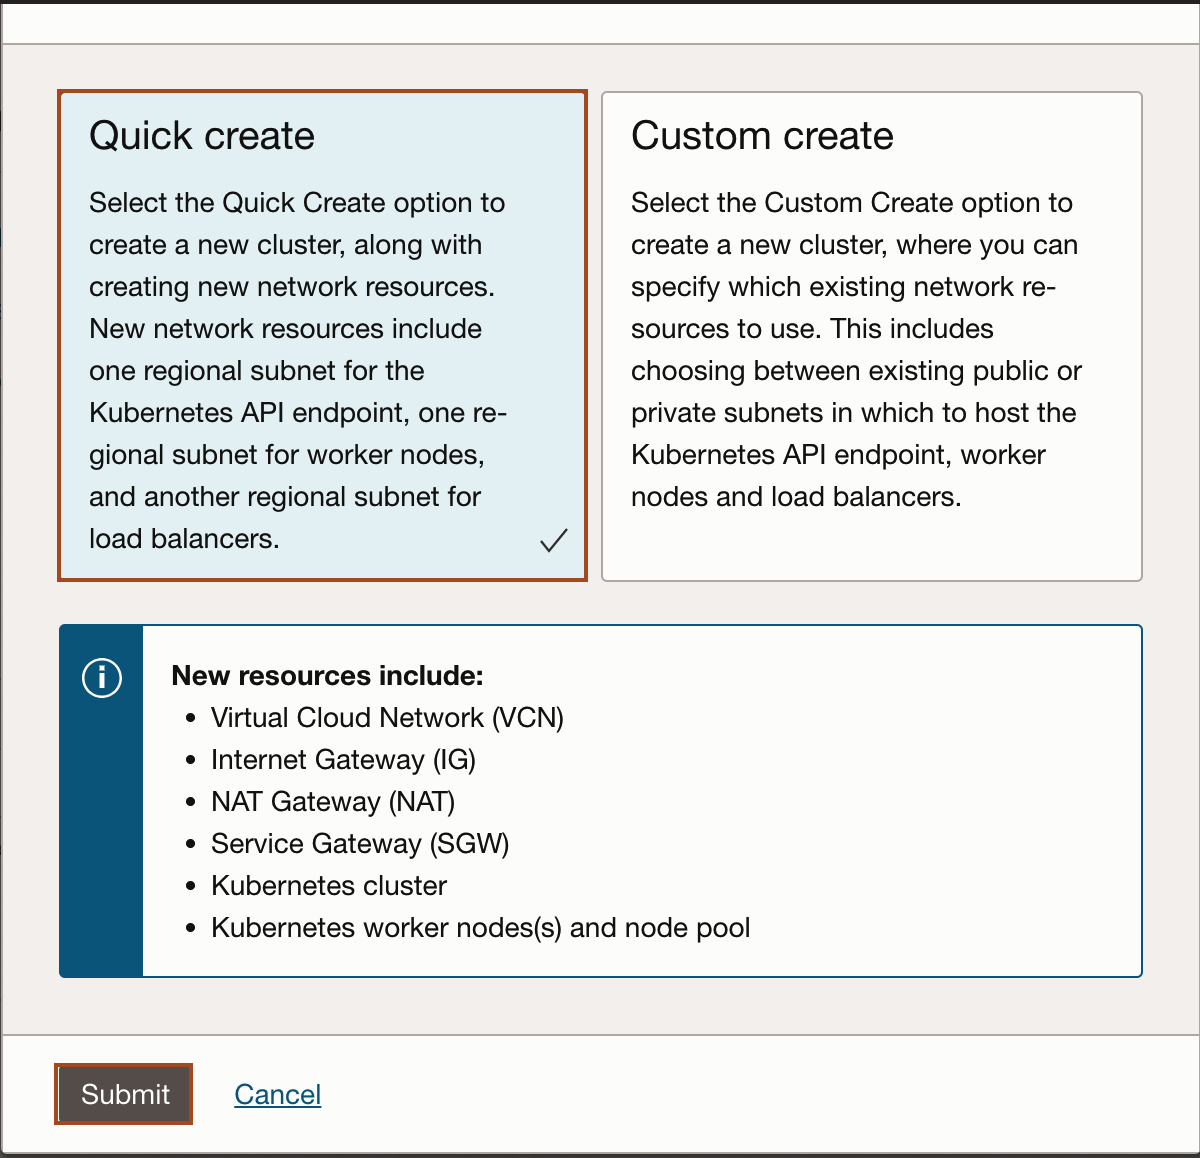 Quick create
Select the Quick Create option to
create a new cluster, along with
creating new network resources.
New network resources include
one regional subnet for the
Kubernetes API endpoint, one re-
gional subnet for worker nodes,
and another regional subnet for
load balancers.
Custom create
Select the Custom Create option to
create a new cluster, where you can
specify which existing network re-
sources to use. This includes
choosing between existing public or
private subnets in which to host the
Kubernetes API endpoint, worker
nodes and load balancers.
New resources include:
• Virtual Cloud Network (VCN)
• Internet Gateway (IG)
• NAT Gateway (NAT)
• Service Gateway (SGW)
• Kubernetes cluster
• Kubernetes worker nodes(s) and node pool
Submit
Cancel